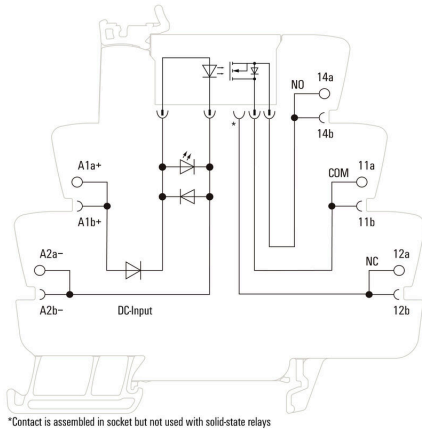 14a
NO
14b
*
A1a+
COM
11a
A1b+
11b
A2a−
NC
12a
A2b−
DC-Input
12b
*Contact is assembled in socket but not used with solid-state relays